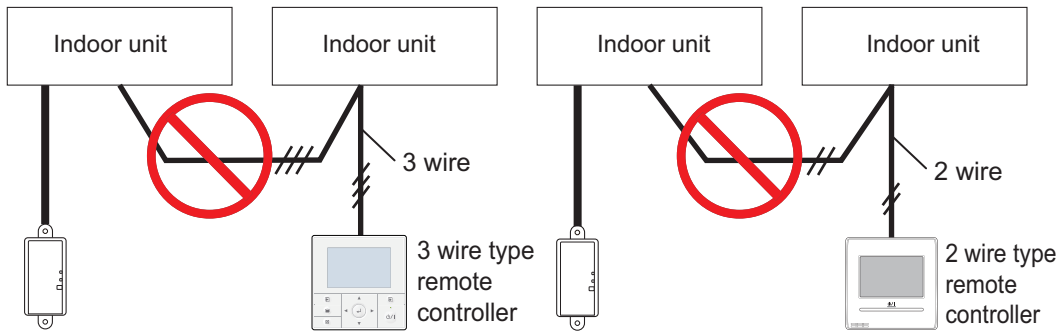 Indoor unit
Indoor unit
3 wire
3 wire type
remote
controller
Indoor unit
Indoor unit
2 wire
2 wire type
remote
controller